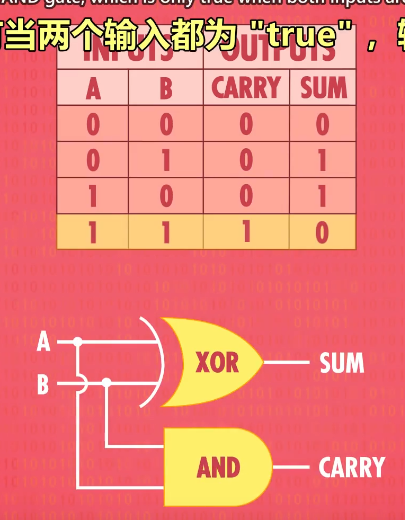 AND gate, which is only true when both inputs are
当两个输入都为 "true"，
INPUTS OUTPUTS
A B CARRY SUM
0 0 0 0
0 1 0 1
1 0 0 1
1 1 1 0
A XOR SUM
B
AND CARRY